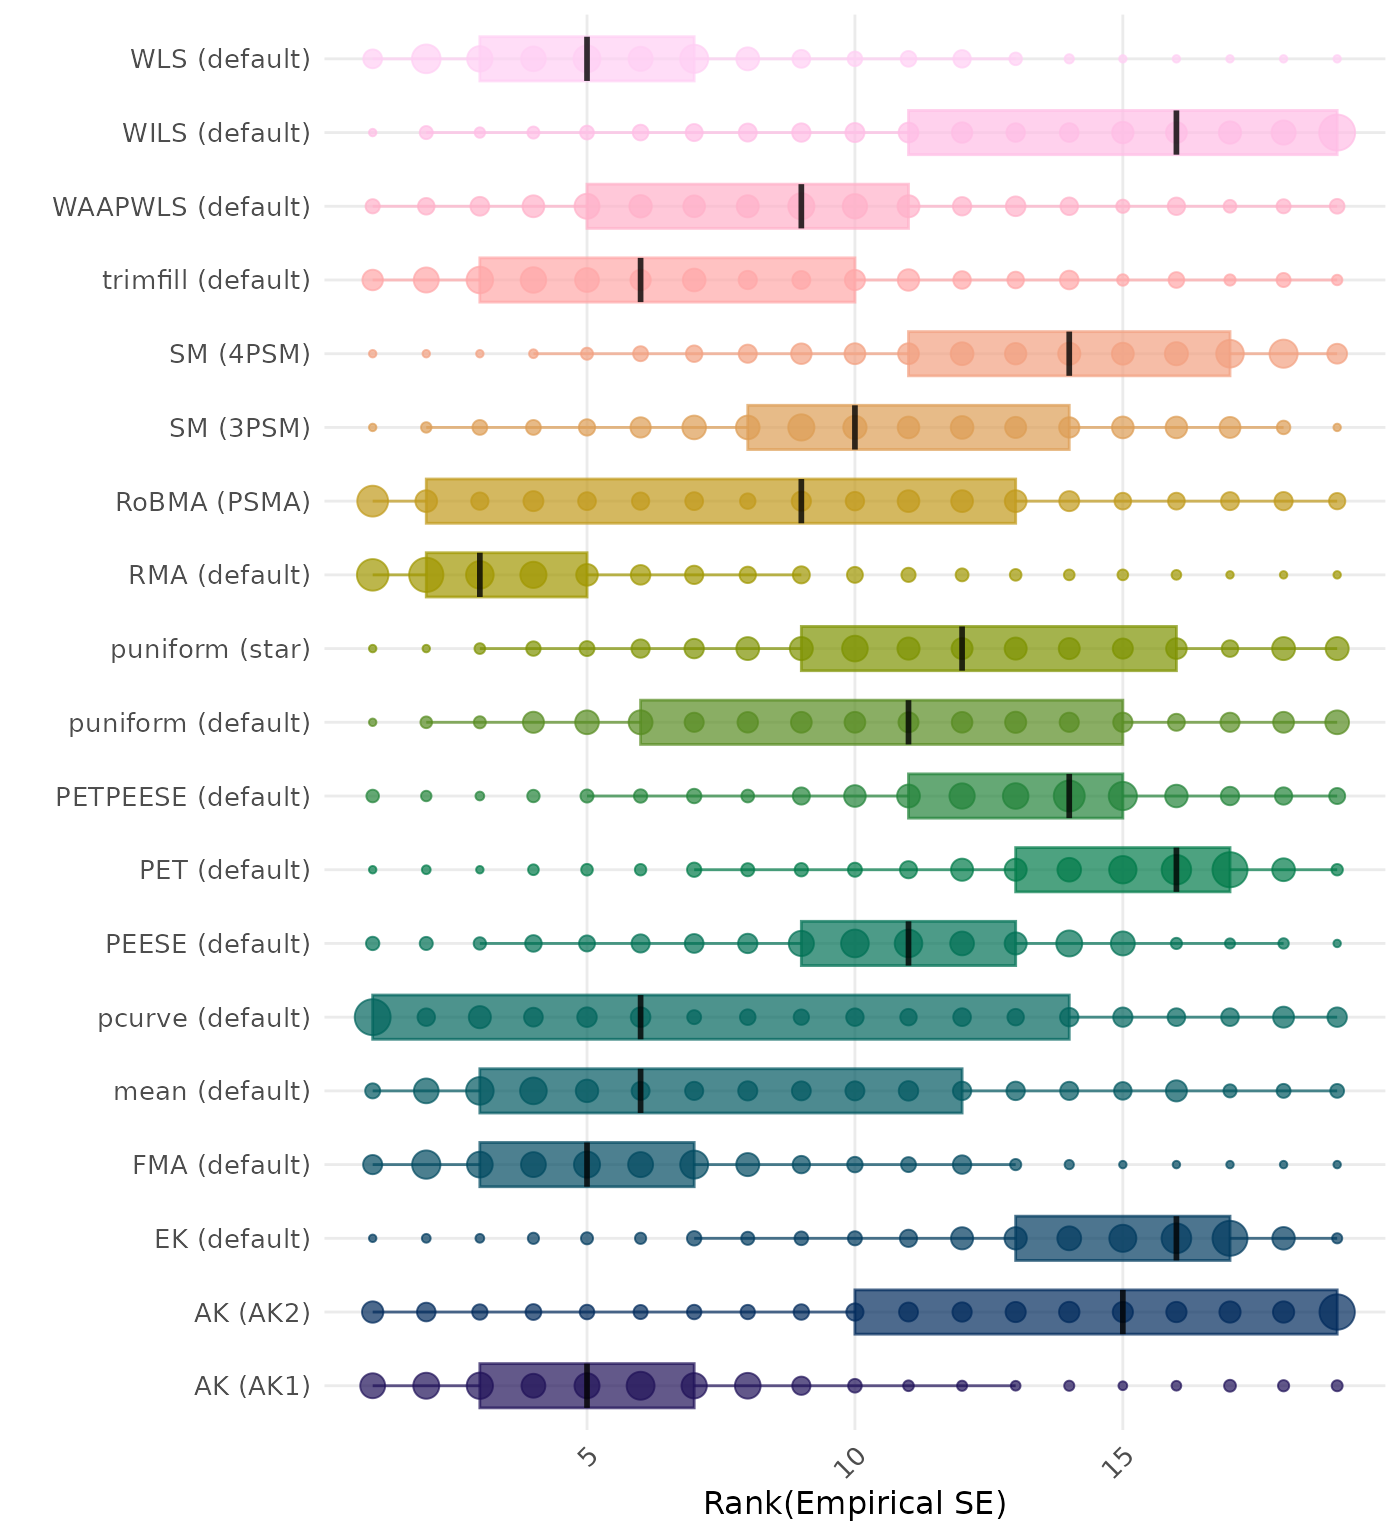 WLS (default)
WILS (default)
WAAPWLS (default)
trimfill (default)
SM (4PSM)
SM (3PSM)
RoBMA (PSMA)
RMA (default)
puniform (star)
puniform (default)
PETPEESE (default)
PET (default)
PEESE (default)
pcurve (default)
mean (default)
FMA (default)
EK (default)
AK (AK2)
AK (AK1)
5 10 15
Rank(Empirical SE)